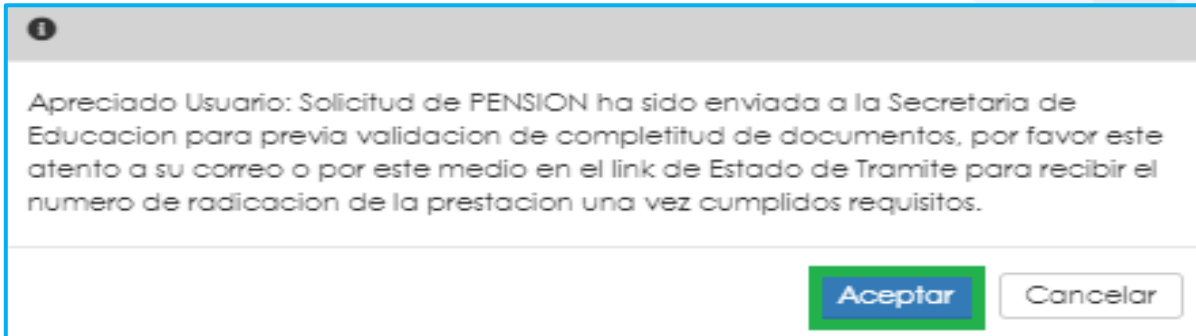 Apreciado Usuario: Solicitud de PENSION ha sido enviada a la Secretaria de
Educacion para previa validacion de completitud de documentos, por favor este
atento a su correo o por este medio en el link de Estado de Tramite para recibir el
numero de radicacion de la prestacion una vez cumplidos requisitos.
Aceptar Cancelar